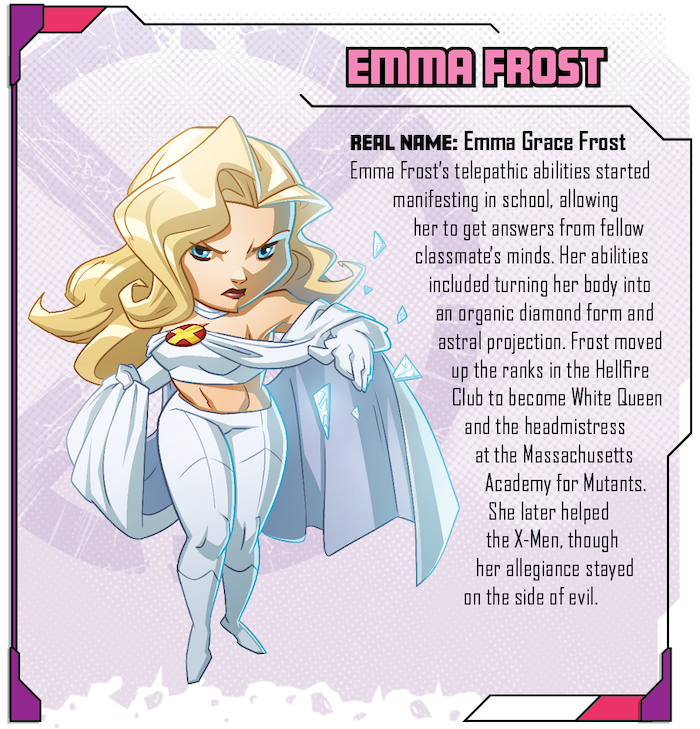 EMMA FROST
REAL NAME: Emma Grace Frost
Emma Frost's telepathic abilities started
manifesting in school, allowing
her to get answers from fellow
classmate's minds. Her abilities
included turning her body into
an organic diamond form and
astral projection. Frost moved
up the ranks in the Hellfire
Club to become White Queen
and the headmistress
at the Massachusetts
Academy for Mutants.
She later helped
the X-Men, though
her allegiance stayed
on the side of evil.